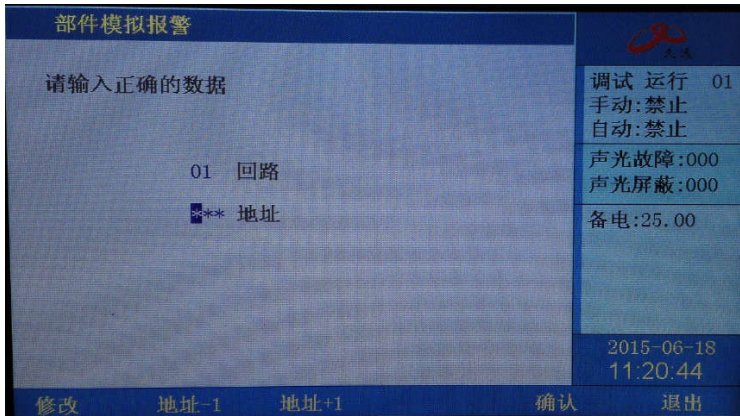 部件模拟报警
请输入正确的数据
01 回路
*** 地址
久远
调试 运行 01
手动:禁止
自动:禁止
声光故障:000
声光屏蔽:000
备电:25.00
2015-06-18
11:20:44
修改 地址-1 地址+1 确认 退出